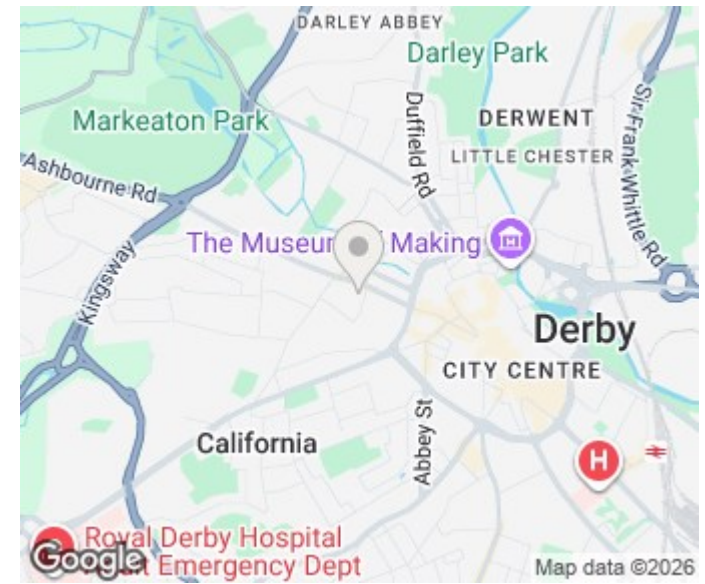 DARLEY ABBEY
Darley Park
Markeaton Park
DERWENT
LITTLE CHESTER
Duffield Rd
Sir Frank Whittle Rd
Ashbourne Rd
The Museum Making
Kingsway
Derby
CITY CENTRE
Abbey St
California
H
Royal Derby Hospital
Emergency Dept
Google
Map data ©2026